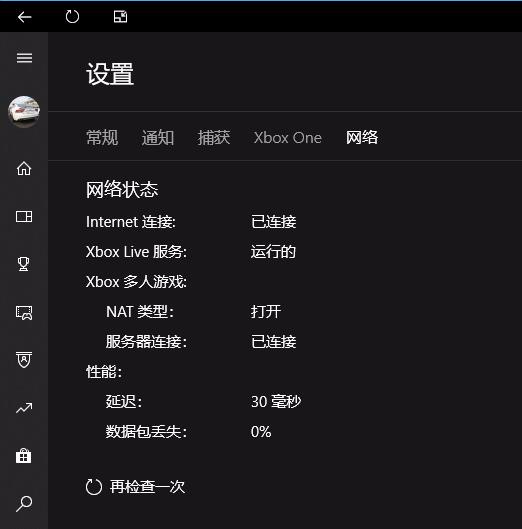 设置
常规 通知 捕获 Xbox One 网络
网络状态
Internet 连接: 已连接
Xbox Live 服务: 运行的
Xbox 多人游戏:
NAT 类型: 打开
服务器连接: 已连接
性能:
延迟: 30 毫秒
数据包丢失: 0%
再检查一次